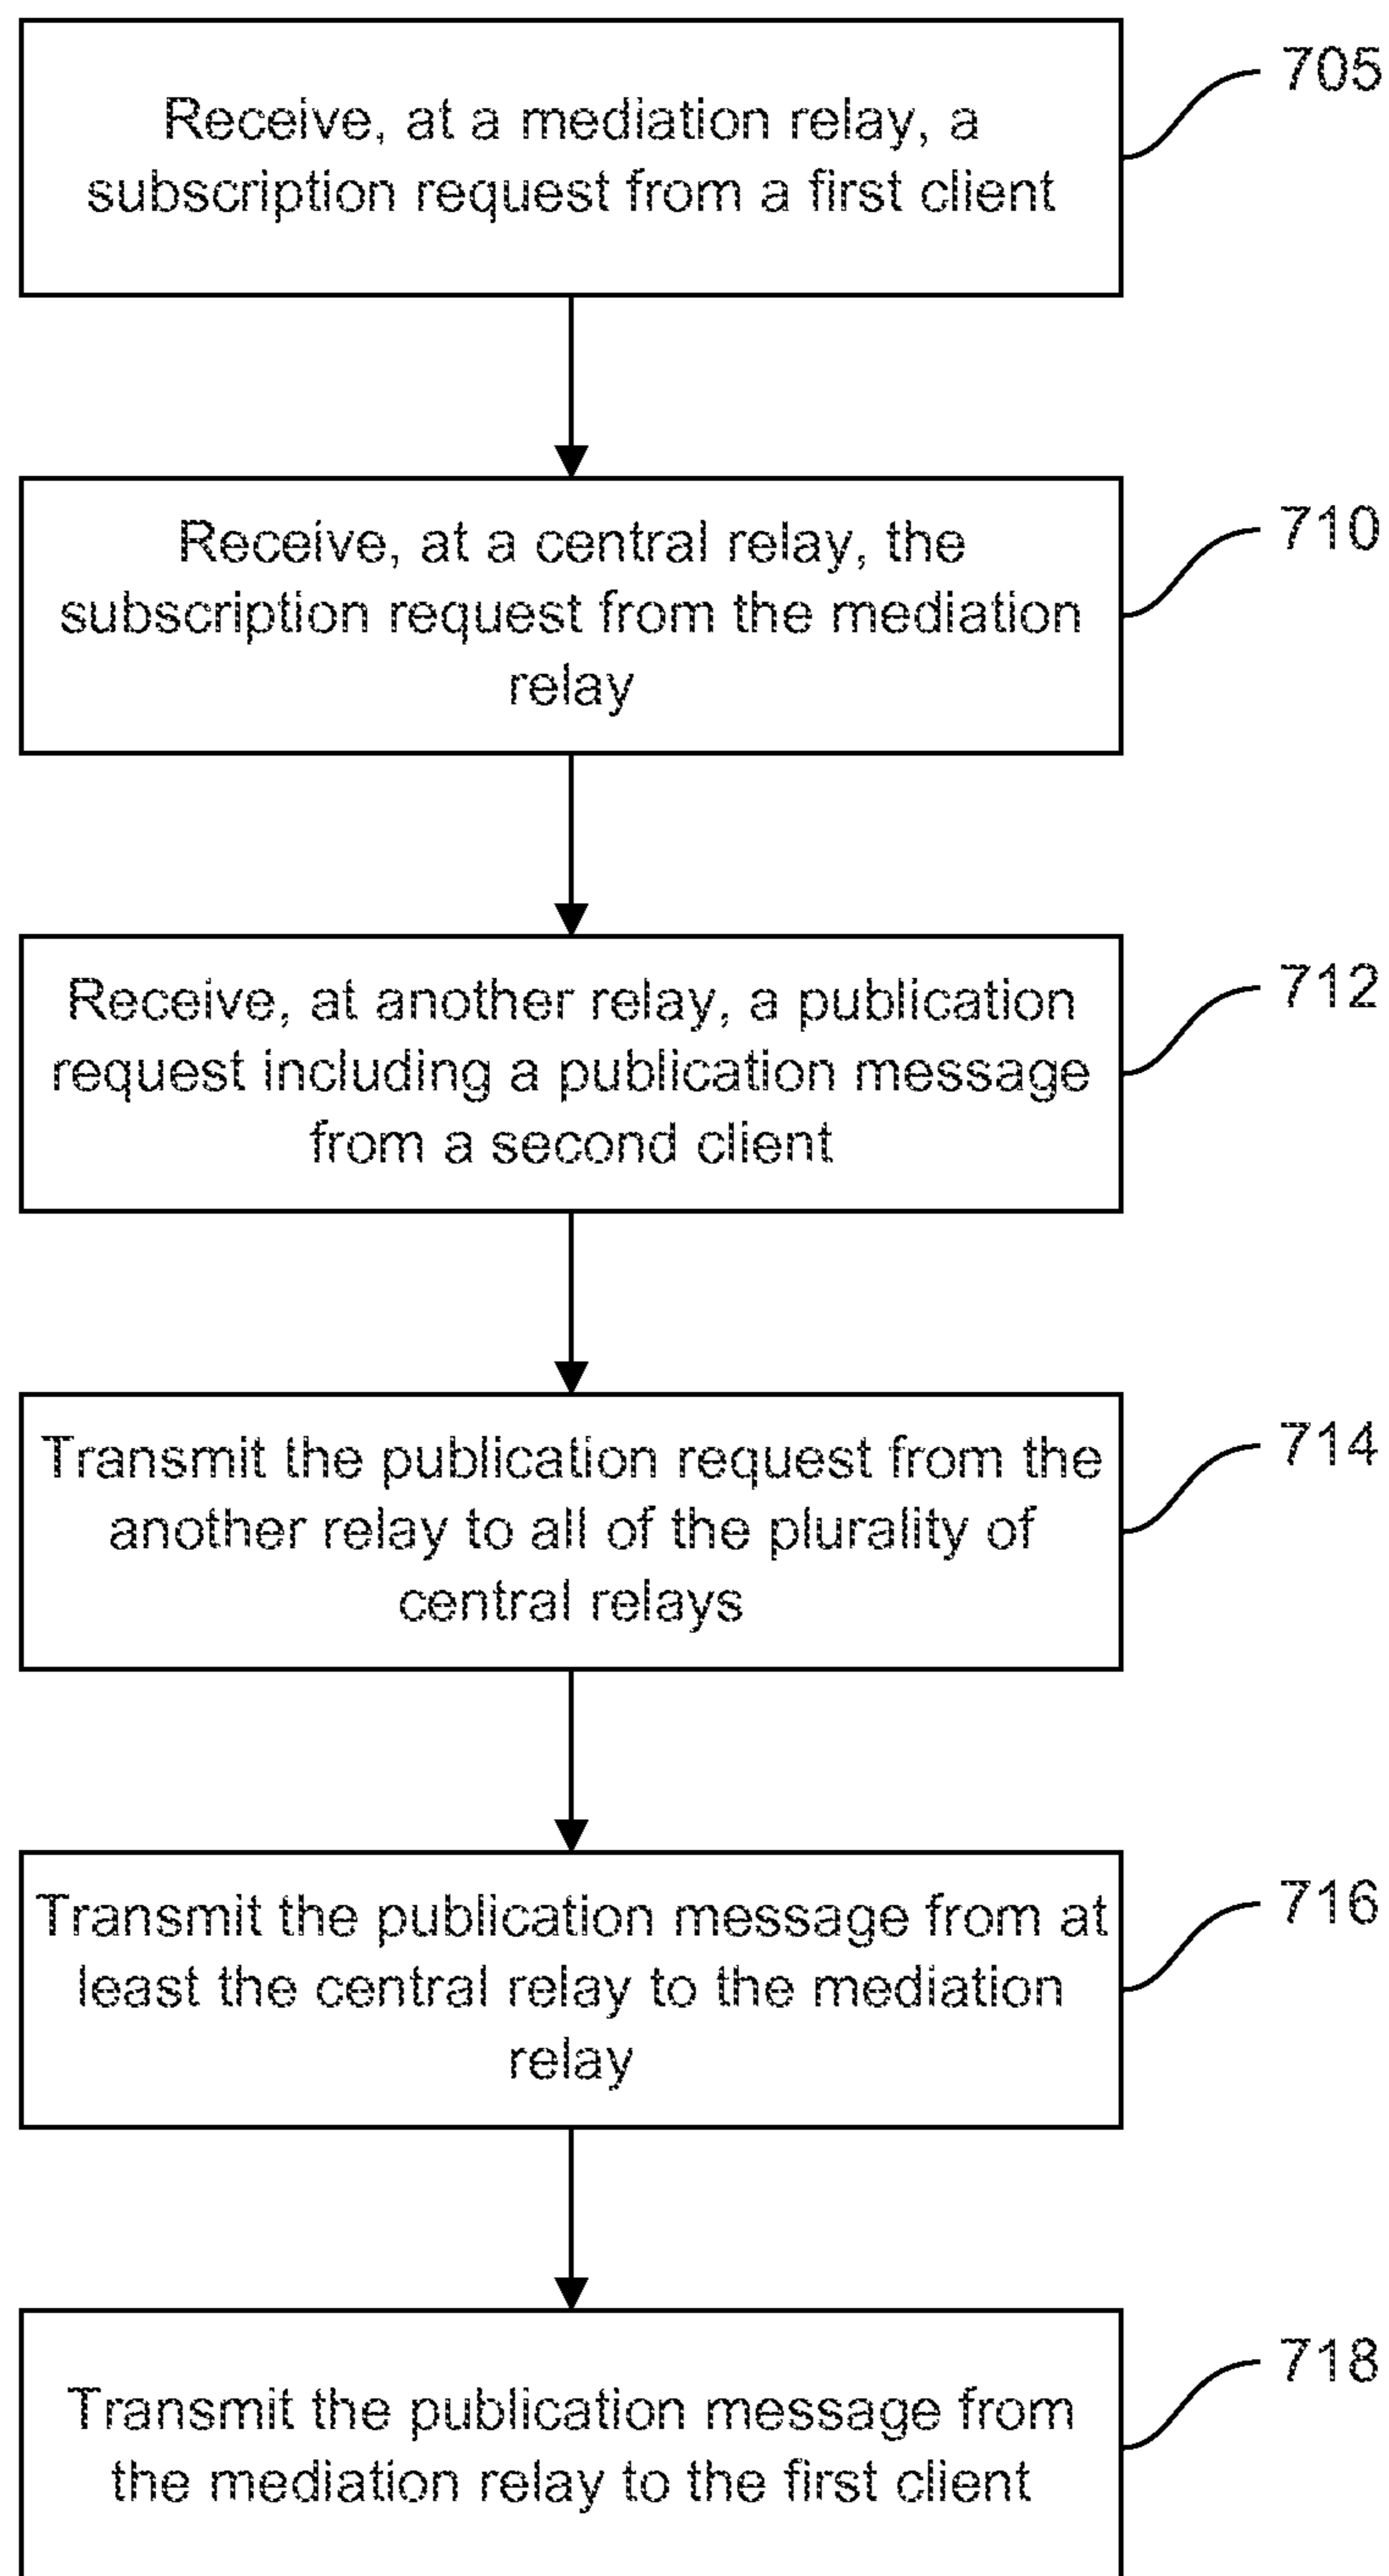 Receive, at a mediation relay, a
subscription request from a first client
705
Receive, at a central relay, the
subscription request from the mediation
relay
710
Receive, at another relay, a publication
request including a publication message
from a second client
712
Transmit the publication request from the
another relay to all of the plurality of
central relays
714
Transmit the publication message from at
least the central relay to the mediation
relay
716
Transmit the publication message from
the mediation relay to the first client
718